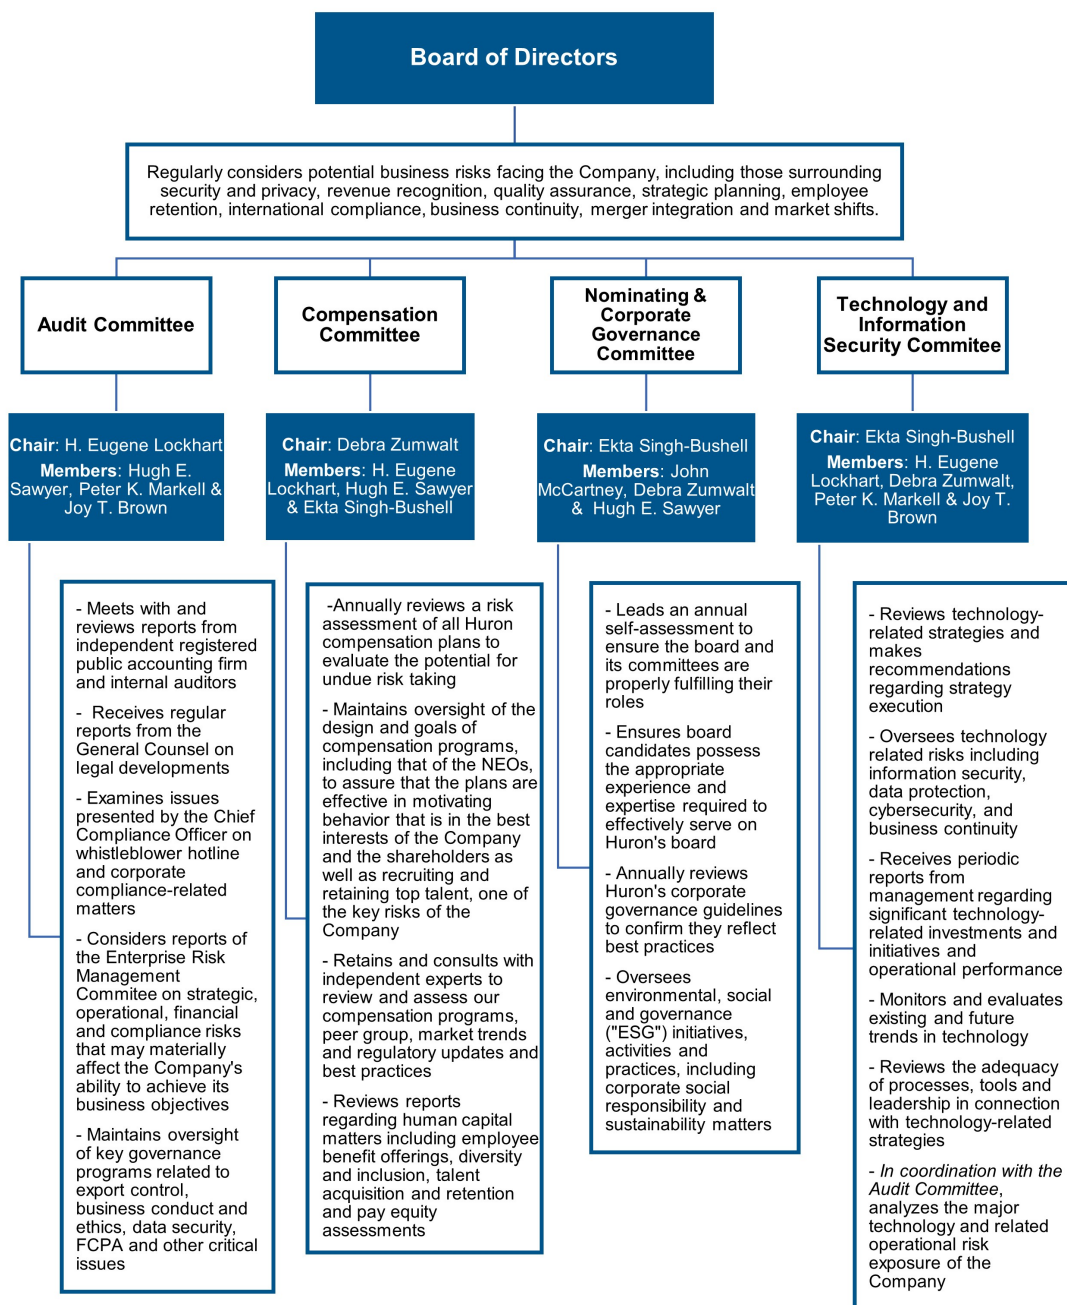 Board of Directors
Regularly considers potential business risks facing the Company, including those surrounding
security and privacy, revenue recognition, quality assurance, strategic planning, employee
retention, international compliance, business continuity, merger integration and market shifts.
Audit Committee
Compensation
Committee
Nominating &
Corporate
Governance
Committee
Technology and
Information
Security Commitee
Chair: H. Eugene Lockhart
Members: Hugh E.
Sawyer, Peter K. Markell &
Joy T. Brown
Chair: Debra Zumwalt
Members: H. Eugene
Lockhart, Hugh E. Sawyer
& Ekta Singh-Bushell
Chair: Ekta Singh-Bushell
Members: John
McCartney, Debra Zumwalt
& Hugh E. Sawyer
Chair: Ekta Singh-Bushell
Members: H. Eugene
Lockhart, Debra Zumwalt,
Peter K. Markell & Joy T.
Brown
- Meets with and
reviews reports from
independent registered
public accounting firm
and internal auditors
- Receives regular
reports from the
General Counsel on
legal developments
- Examines issues
presented by the Chief
Compliance Officer on
whistleblower hotline
and corporate
compliance-related
matters
- Considers reports of
the Enterprise Risk
Management
Commitee on strategic,
operational, financial
and compliance risks
that may materially
affect the Company's
ability to achieve its
business objectives
- Maintains oversight
of key governance
programs related to
export control,
business conduct and
ethics, data security,
FCPA and other critical
issues
-Annually reviews a risk
assessment of all Huron
compensation plans to
evaluate the potential for
undue risk taking
- Maintains oversight of the
design and goals of
compensation programs,
including that of the NEOs,
to assure that the plans are
effective in motivating
behavior that is in the best
interests of the Company
and the shareholders as
well as recruiting and
retaining top talent, one of
the key risks of the
Company
- Retains and consults with
independent experts to
review and assess our
compensation programs,
peer group, market trends
and regulatory updates and
best practices
- Reviews reports
regarding human capital
matters including employee
benefit offerings, diversity
and inclusion, talent
acquisition and retention
and pay equity
assessments
- Leads an annual
self-assessment to
ensure the board and
its committees are
properly fulfilling their
roles
- Ensures board
candidates possess
the appropriate
experience and
expertise required to
effectively serve on
Huron's board
- Annually reviews
Huron's corporate
governance guidelines
to confirm they reflect
best practices
- Oversees
environmental, social
and governance
("ESG") initiatives,
activities and
practices, including
corporate social
responsibility and
sustainability matters
- Reviews technology-
related strategies and
makes
recommendations
regarding strategy
execution
- Oversees technology
related risks including
information security,
data protection,
cybersecurity, and
business continuity
- Receives periodic
reports from
management regarding
significant technology-
related investments and
initiatives and
operational performance
- Monitors and evaluates
existing and future
trends in technology
- Reviews the adequacy
of processes, tools and
leadership in connection
with technology-related
strategies
- In coordination with the
Audit Committee,
analyzes the major
technology and related
operational risk
exposure of the
Company